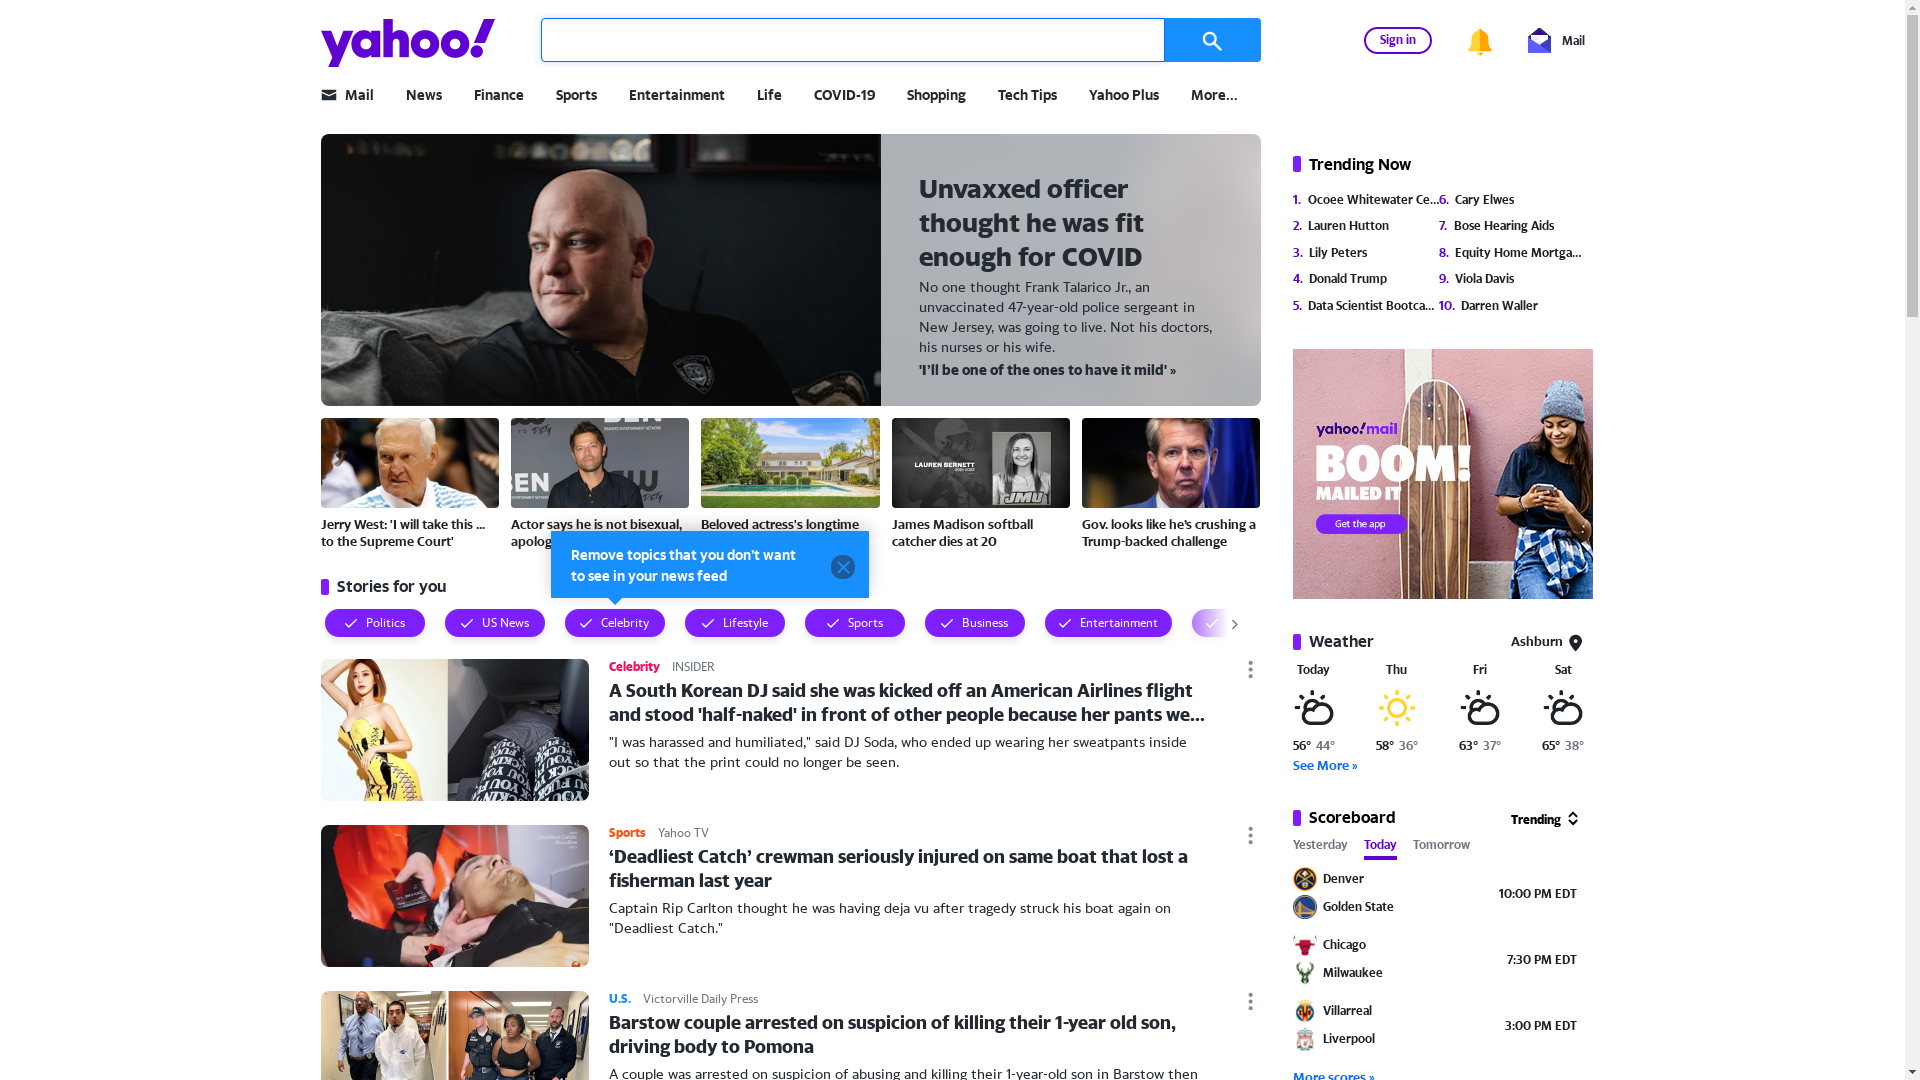 yahoo!
Sign in
Mail
Mail
News
Finance
Sports
Entertainment
Life
COVID-19
Shopping
Tech Tips
Yahoo Plus
More...
Unvaxxed officer
thought he was fit
enough for COVID
No one thought Frank Talarico Jr., an
unvaccinated 47-year-old police sergeant in
New Jersey, was going to live. Not his doctors,
his nurses or his wife.
'I'll be one of the ones to have it mild' »
BEN
BEN
LAUREN BERNETT
JMU
Jerry West: 'I will take this ...
to the Supreme Court'
Actor says he is not bisexual,
apolog
Beloved actress's longtime
James Madison softball
catcher dies at 20
Gov. looks like he’s crushing a
Trump-backed challenge
Remove topics that you don't want
to see in your news feed
Stories for you
Politics
US News
Celebrity
Lifestyle
Sports
Business
Entertainment
Celebrity INSIDER
A South Korean DJ said she was kicked off an American Airlines flight
and stood 'half-naked' in front of other people because her pants we...
"I was harassed and humiliated," said DJ Soda, who ended up wearing her sweatpants inside
out so that the print could no longer be seen.
Sports Yahoo TV
‘Deadliest Catch’ crewman seriously injured on same boat that lost a
fisherman last year
Captain Rip Carlton thought he was having deja vu after tragedy struck his boat again on
"Deadliest Catch."
U.S. Victorville Daily Press
Barstow couple arrested on suspicion of killing their 1-year old son,
driving body to Pomona
A couple was arrested on suspicion of abusing and killing their 1-year-old son in Barstow then
Trending Now
1. Ocoee Whitewater Ce...
2. Lauren Hutton
3. Lily Peters
4. Donald Trump
5. Data Scientist Bootca...
6. Cary Elwes
7. Bose Hearing Aids
8. Equity Home Mortga...
9. Viola Davis
10. Darren Waller
yahoo!mail
BOOM!
MAILED IT
Get the app
Weather
Ashburn
Today Thu Fri Sat
56° 44° 58° 36° 63° 37° 65° 38°
See More »
Scoreboard
Trending
Yesterday Today Tomorrow
Denver
Golden State
10:00 PM EDT
Chicago
Milwaukee
7:30 PM EDT
Villarreal
Liverpool
3:00 PM EDT
More scores »